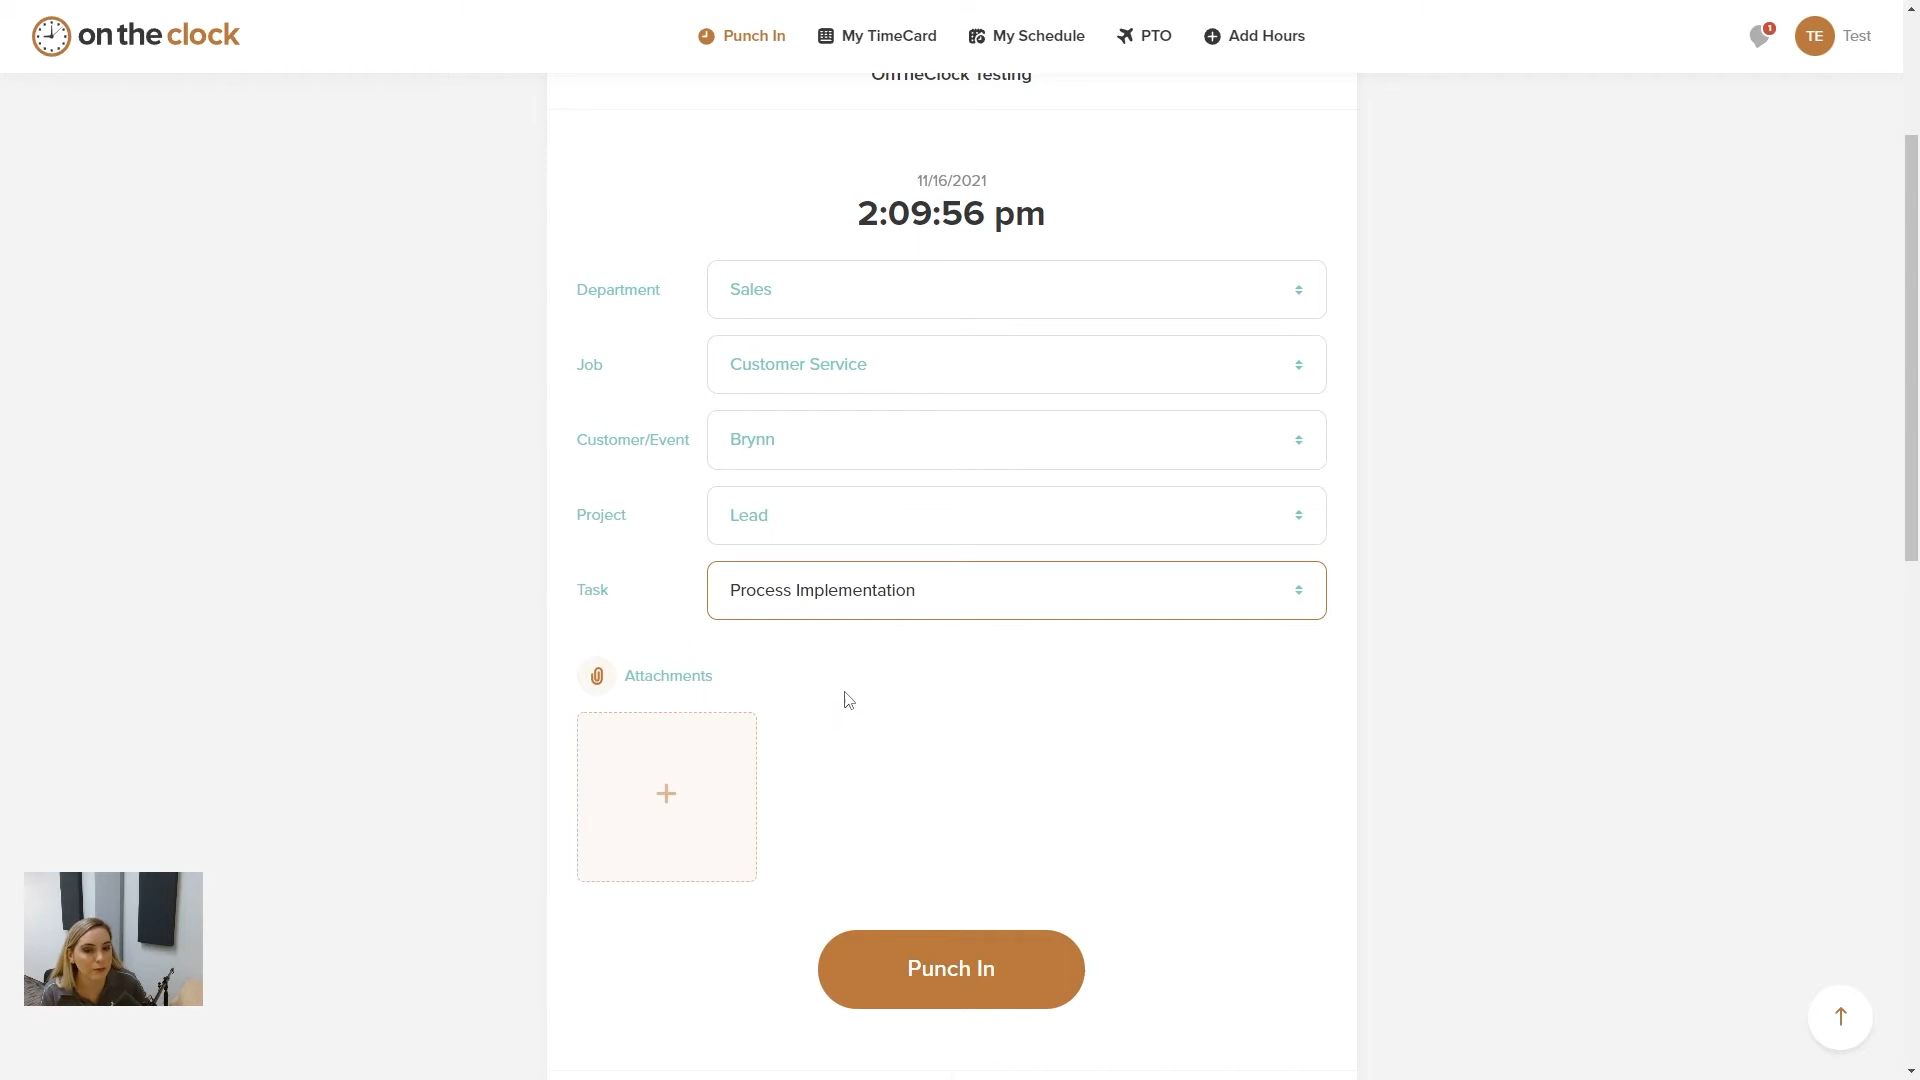 on the clock
Punch In
My TimeCard
My Schedule
PTO
Add Hours
1
TE
Test
OnTheClock Testing
11/16/2021
2:09:56 pm
Department
Sales
Job
Customer Service
Customer/Event
Brynn
Project
Lead
Task
Process Implementation
Attachments
Punch In